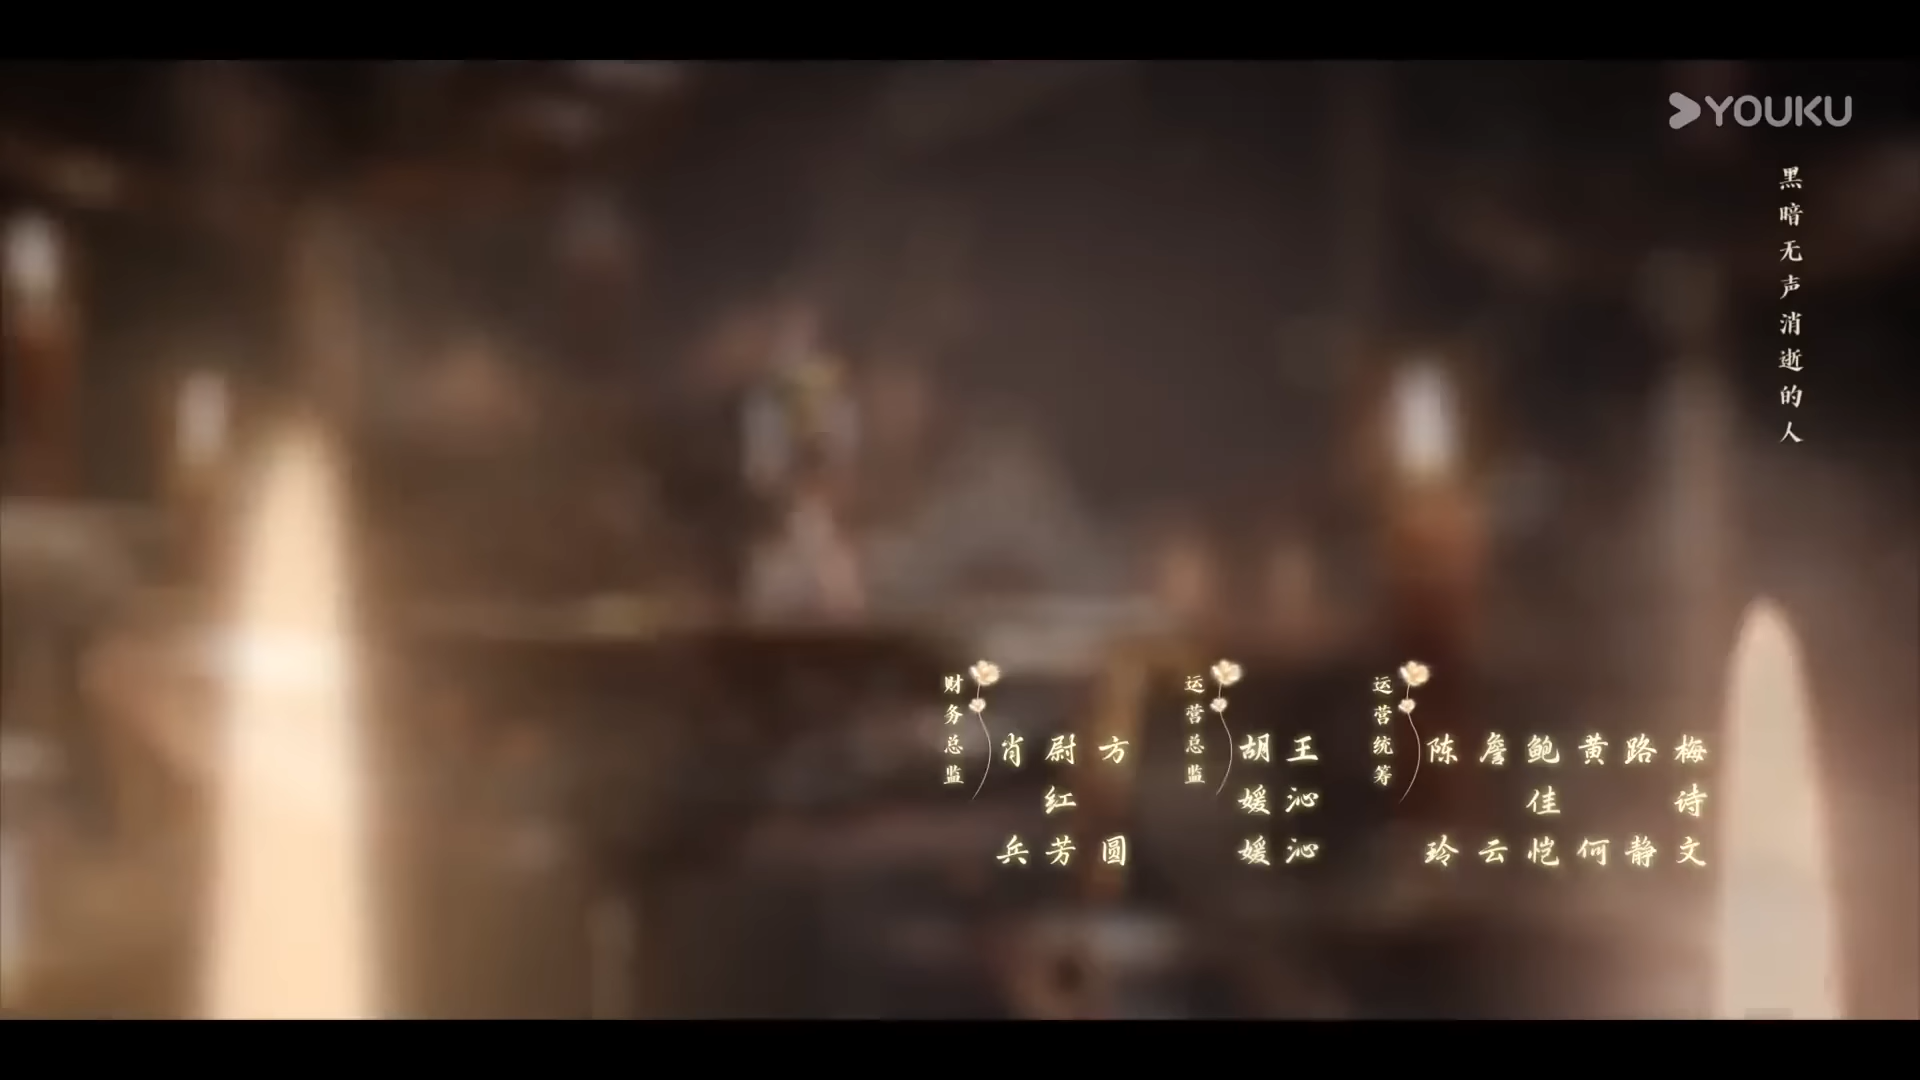 YOUKU
黑暗无声消逝的人
财务总监
肖兵
尉红芳
方圆
运营总监
胡媛媛
王沁沁
运营统筹
陈玲
詹云
鲍佳恺
黄何
路静
梅诗文